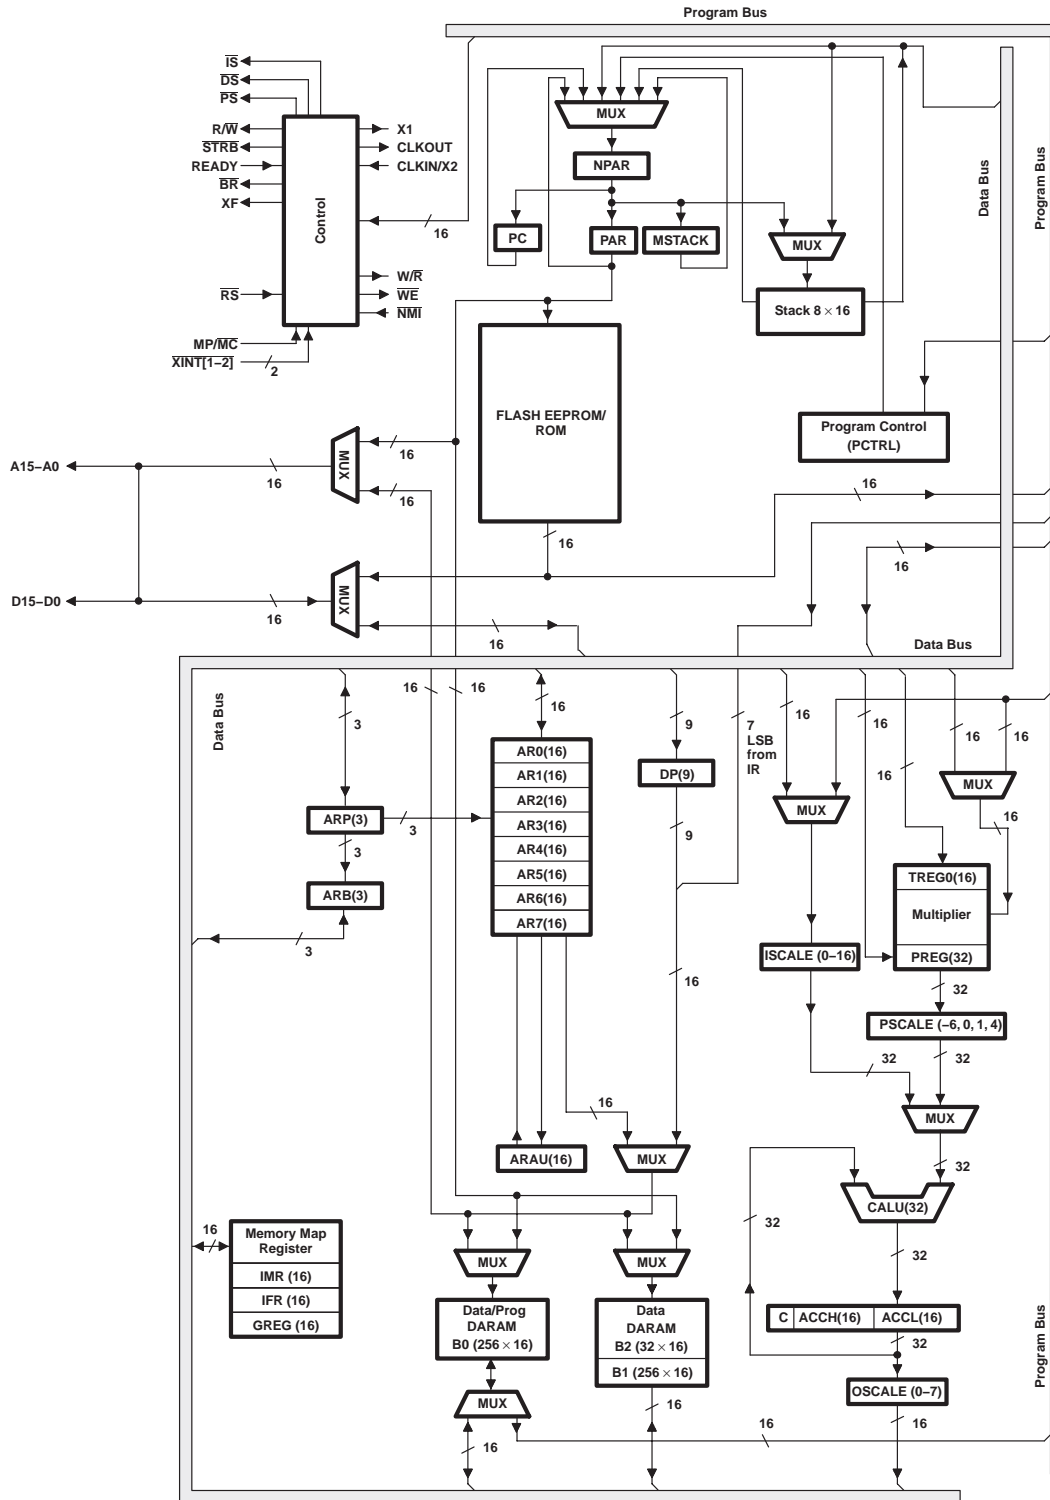 Program Bus
IS
DS
PS
R/W
STRB
READY
BR
XF
RS
MP/MC
XINT[1–2]
2
Control
X1
CLKOUT
CLKIN/X2
16
W/R
WE
NMI
MUX
NPAR
PC
PAR
MSTACK
MUX
Stack 8 × 16
Data Bus
Program Bus
FLASH EEPROM/
ROM
Program Control
(PCTRL)
A15–A0
16
MUX
16
16
16
16
D15–D0
16
MUX
16
16
Data Bus
Data Bus
3
16
16
16
9
7
LSB
from
IR
16
16
16
16
16
AR0(16)
AR1(16)
AR2(16)
AR3(16)
AR4(16)
AR5(16)
AR6(16)
AR7(16)
DP(9)
9
MUX
MUX
16
ARP(3)
3
3
ARB(3)
3
TREG0(16)
Multiplier
PREG(32)
ISCALE (0–16)
16
32
PSCALE (–6, 0, 1, 4)
32
32
MUX
16
ARAU(16)
MUX
32
CALU(32)
32
32
16
Memory Map
Register
IMR (16)
IFR (16)
GREG (16)
MUX
MUX
Data/Prog
DARAM
B0 (256 × 16)
Data
DARAM
B2 (32 × 16)
B1 (256 × 16)
C
ACCH(16)
ACCL(16)
32
OSCALE (0–7)
MUX
16
16
16
16
Program Bus